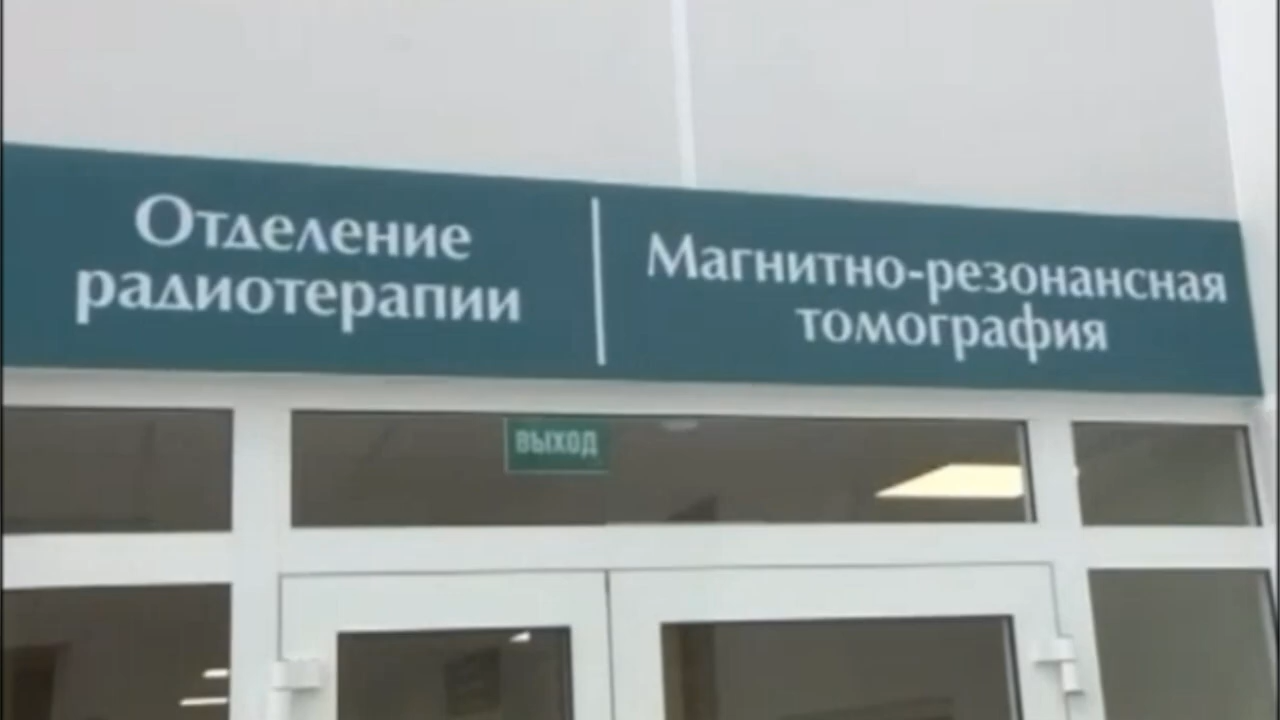 Отделение
радиотерапии
Магнитно-резонансная
томография
ВЫХОД